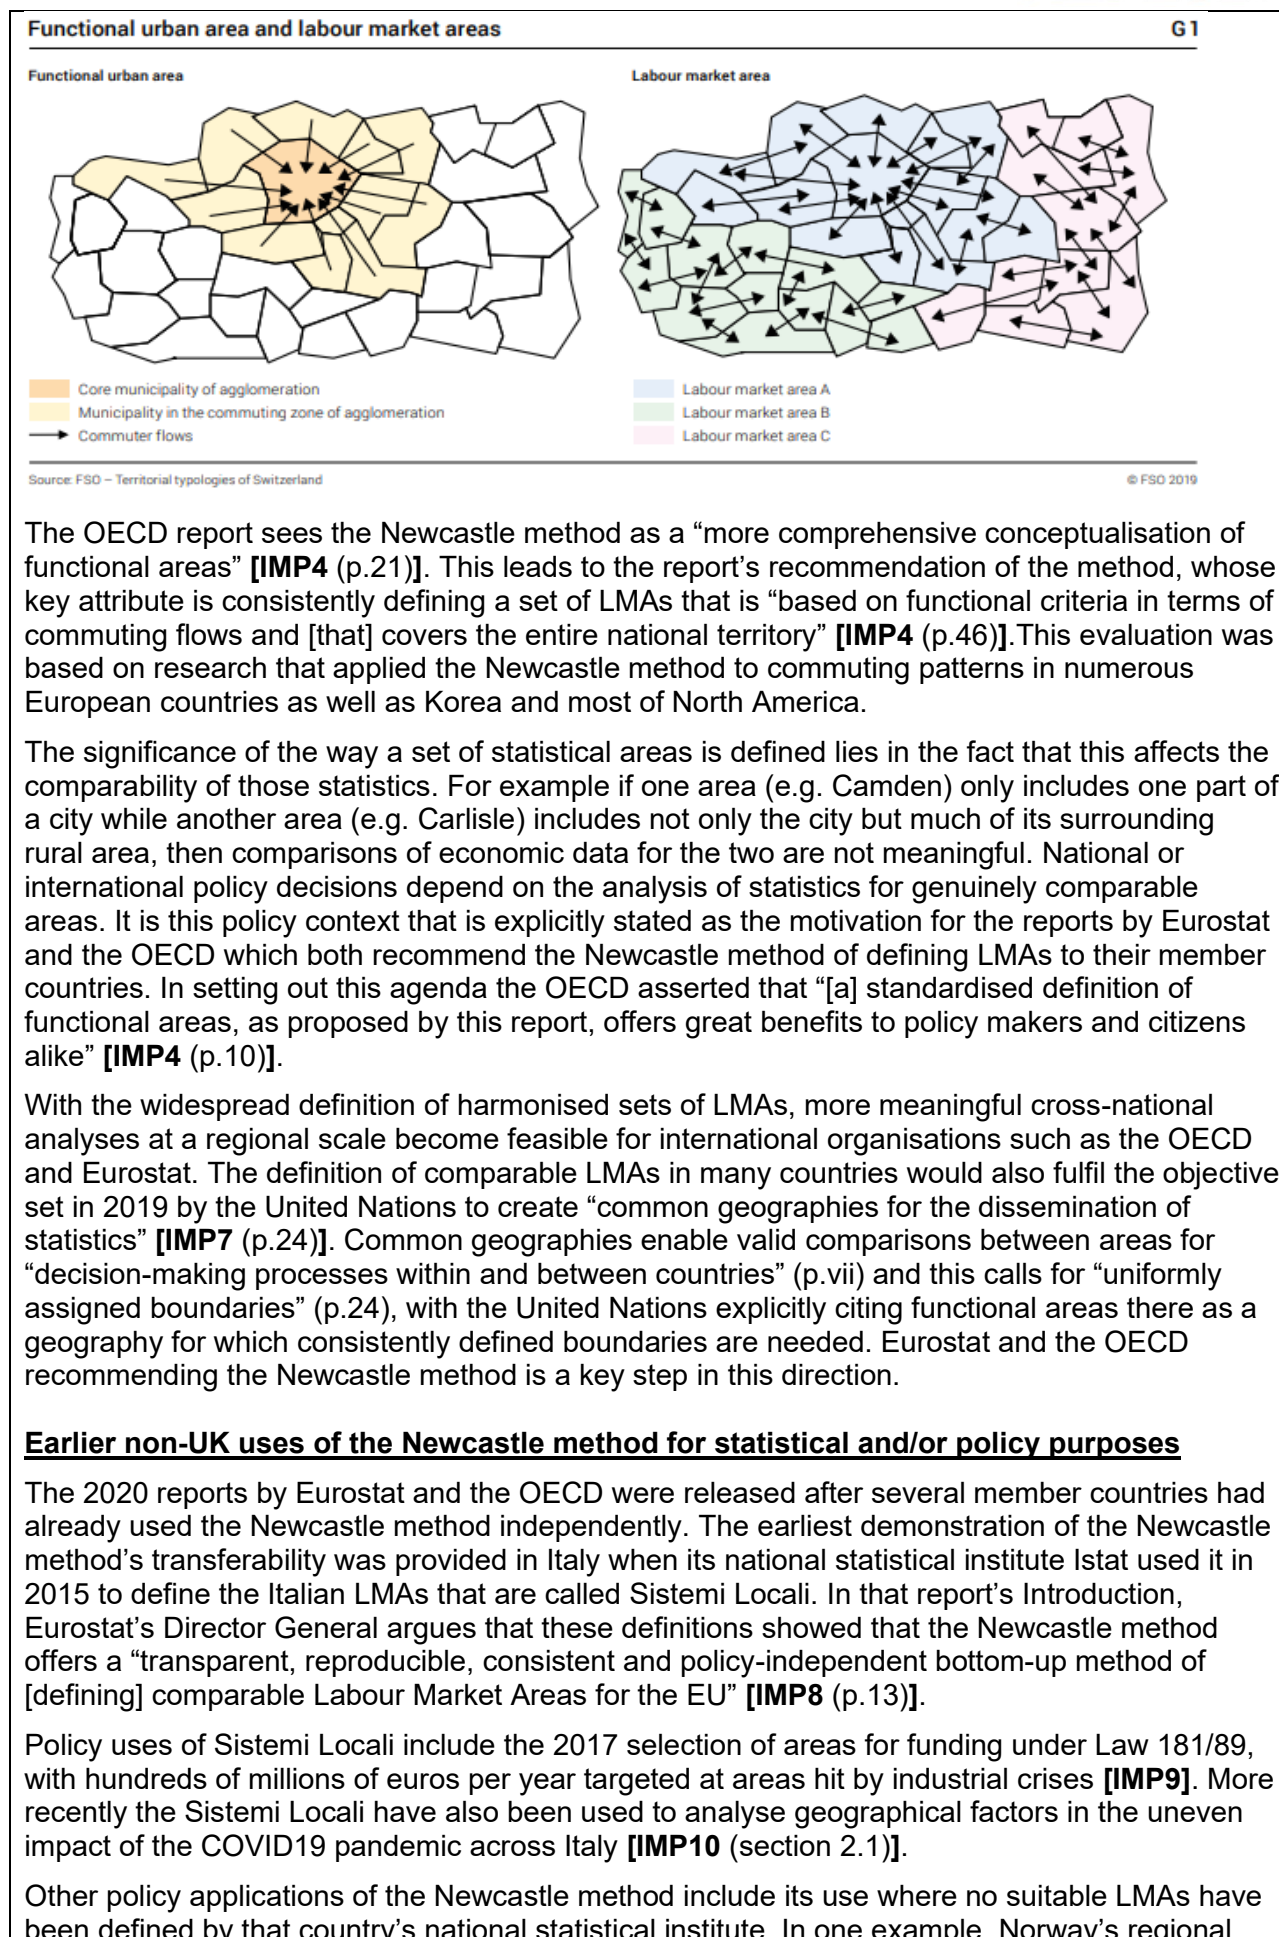 Functional urban area and labour market areas G1
Functional urban area Labour market area
Core municipality of agglomeration Labour market area A
Municipality in the commuting zone of agglomeration Labour market area B
Commuter flows Labour market area C
Source: FSO – Territorial typologies of Switzerland © FSO 2019
The OECD report sees the Newcastle method as a “more comprehensive conceptualisation of
functional areas” [IMP4 (p.21)]. This leads to the report’s recommendation of the method, whose
key attribute is consistently defining a set of LMAs that is “based on functional criteria in terms of
commuting flows and [that] covers the entire national territory” [IMP4 (p.46)].This evaluation was
based on research that applied the Newcastle method to commuting patterns in numerous
European countries as well as Korea and most of North America.
The significance of the way a set of statistical areas is defined lies in the fact that this affects the
comparability of those statistics. For example if one area (e.g. Camden) only includes one part of
a city while another area (e.g. Carlisle) includes not only the city but much of its surrounding
rural area, then comparisons of economic data for the two are not meaningful. National or
international policy decisions depend on the analysis of statistics for genuinely comparable
areas. It is this policy context that is explicitly stated as the motivation for the reports by Eurostat
and the OECD which both recommend the Newcastle method of defining LMAs to their member
countries. In setting out this agenda the OECD asserted that “[a] standardised definition of
functional areas, as proposed by this report, offers great benefits to policy makers and citizens
alike” [IMP4 (p.10)].
With the widespread definition of harmonised sets of LMAs, more meaningful cross-national
analyses at a regional scale become feasible for international organisations such as the OECD
and Eurostat. The definition of comparable LMAs in many countries would also fulfil the objective
set in 2019 by the United Nations to create “common geographies for the dissemination of
statistics” [IMP7 (p.24)]. Common geographies enable valid comparisons between areas for
“decision-making processes within and between countries” (p.vii) and this calls for “uniformly
assigned boundaries” (p.24), with the United Nations explicitly citing functional areas there as a
geography for which consistently defined boundaries are needed. Eurostat and the OECD
recommending the Newcastle method is a key step in this direction.
Earlier non-UK uses of the Newcastle method for statistical and/or policy purposes
The 2020 reports by Eurostat and the OECD were released after several member countries had
already used the Newcastle method independently. The earliest demonstration of the Newcastle
method’s transferability was provided in Italy when its national statistical institute Istat used it in
2015 to define the Italian LMAs that are called Sistemi Locali. In that report’s Introduction,
Eurostat’s Director General argues that these definitions showed that the Newcastle method
offers a “transparent, reproducible, consistent and policy-independent bottom-up method of
[defining] comparable Labour Market Areas for the EU” [IMP8 (p.13)].
Policy uses of Sistemi Locali include the 2017 selection of areas for funding under Law 181/89,
with hundreds of millions of euros per year targeted at areas hit by industrial crises [IMP9]. More
recently the Sistemi Locali have also been used to analyse geographical factors in the uneven
impact of the COVID19 pandemic across Italy [IMP10 (section 2.1)].
Other policy applications of the Newcastle method include its use where no suitable LMAs have
been defined by that country’s national statistical institute. In one example, Norway’s regional